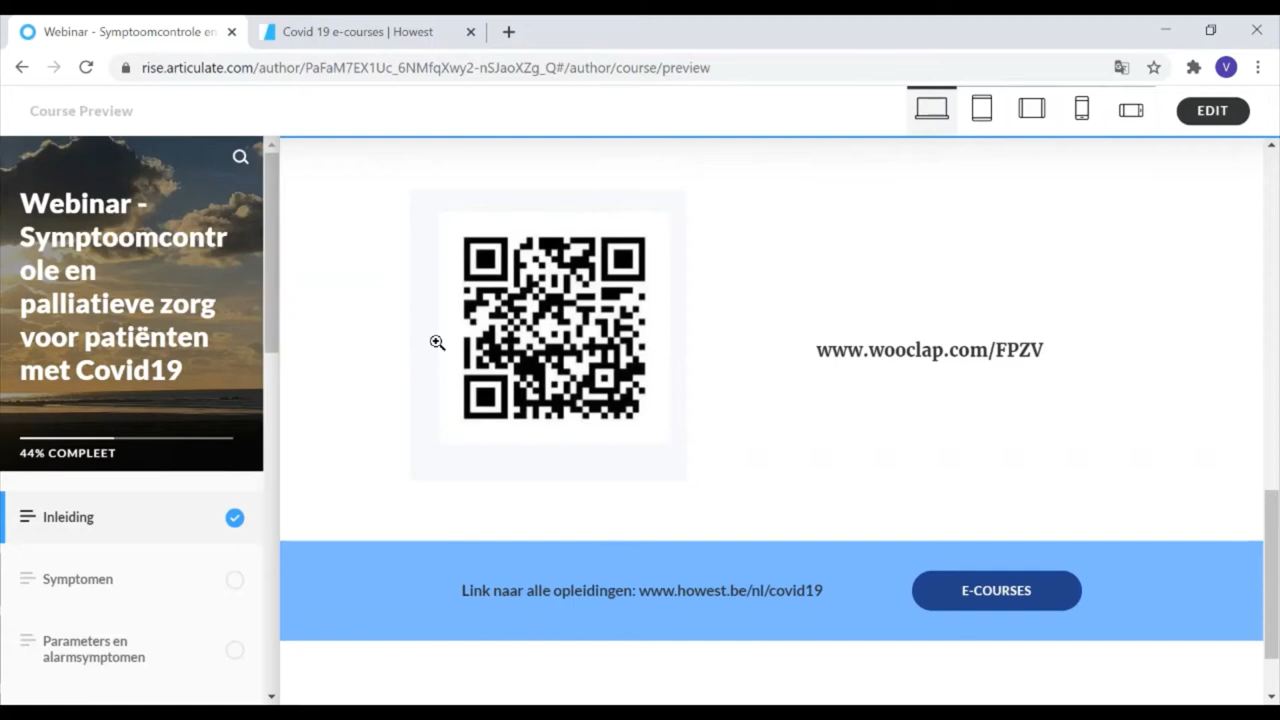 Webinar - Symptoomcontrole en
Covid 19 e-courses | Howest
rise.articulate.com/author/PaFaM7EX1Uc_6NMfqXwy2-nSJaoXZg_Q#/author/course/preview
V
Course Preview
EDIT
Webinar -
Symptoomcontr
ole en
palliatieve zorg
voor patiënten
met Covid19
44% COMPLEET
Inleiding
Symptomen
Parameters en
alarmsymptomen
www.wooclap.com/FPZV
Link naar alle opleidingen: www.howest.be/nl/covid19
E-COURSES